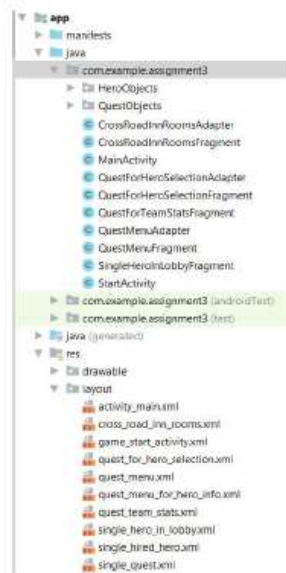 app
manifests
java
com.example.assignment3
HeroObjects
QuestObjects
CrossRoadInnRoomsAdapter
CrossRoadInnRoomsFragment
MainActivity
QuestForHeroSelectionAdapter
QuestForHeroSelectionFragment
QuestForTeamStatsFragment
QuestMenuAdapter
QuestMenuFragment
SingleHeroInLobbyFragment
StartActivity
com.example.assignment3 (androidTest)
com.example.assignment3 (test)
java (generated)
res
drawable
layout
activity_main.xml
cross_road_inn_rooms.xml
game_start_activity.xml
quest_for_hero_selection.xml
quest_menu.xml
quest_menu_for_hero_info.xml
quest_team_stats.xml
single_hero_in_lobby.xml
single_hired_hero.xml
single_quest.xml